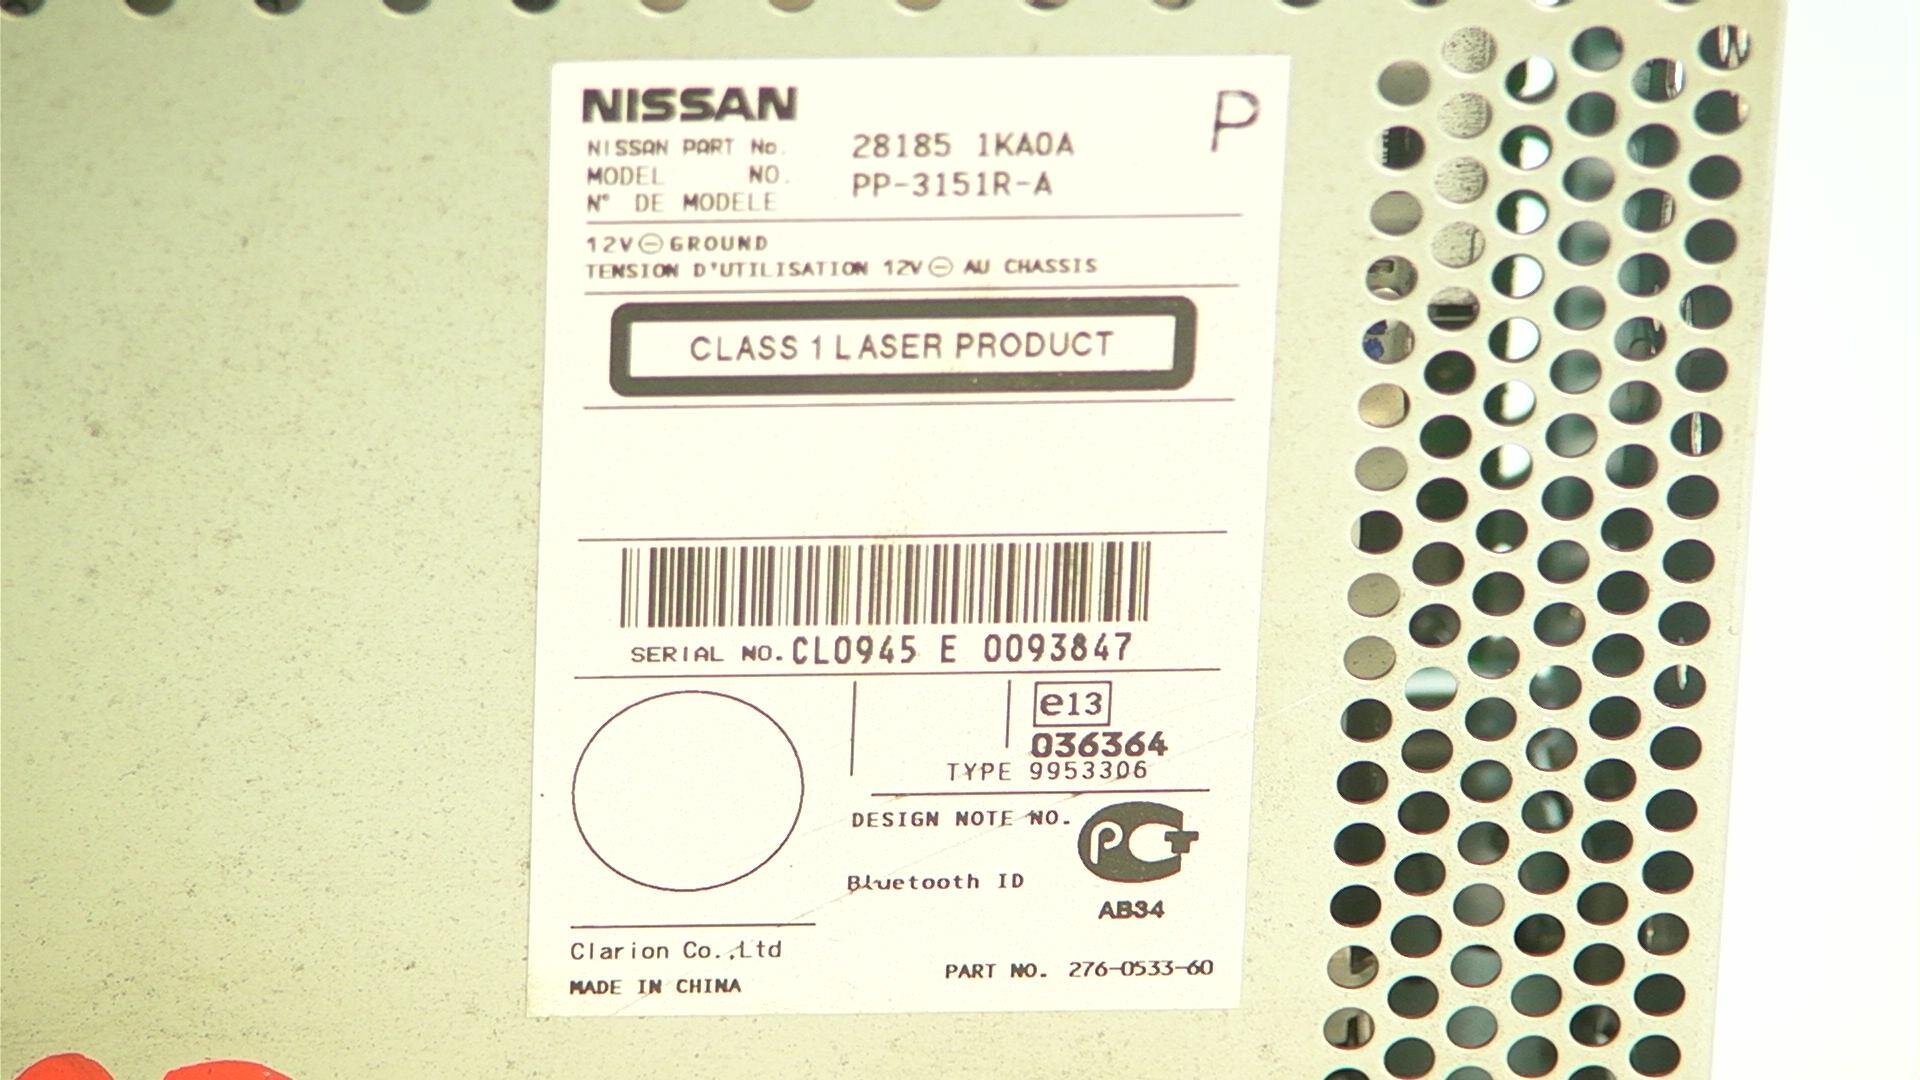 NISSAN
P
NISSAN PART No. 28185 1KA0A
MODEL NO. PP-3151R-A
N° DE MODELE
12V⊖GROUND
TENSION D'UTILISATION 12V⊖ AU CHASSIS
CLASS 1 LASER PRODUCT
SERIAL NO. CL0945 E 0093847
e13
036364
TYPE 9953306
DESIGN NOTE NO.
PCT
Bluetooth ID
AB34
Clarion Co.,Ltd
MADE IN CHINA
PART NO. 276-0533-60